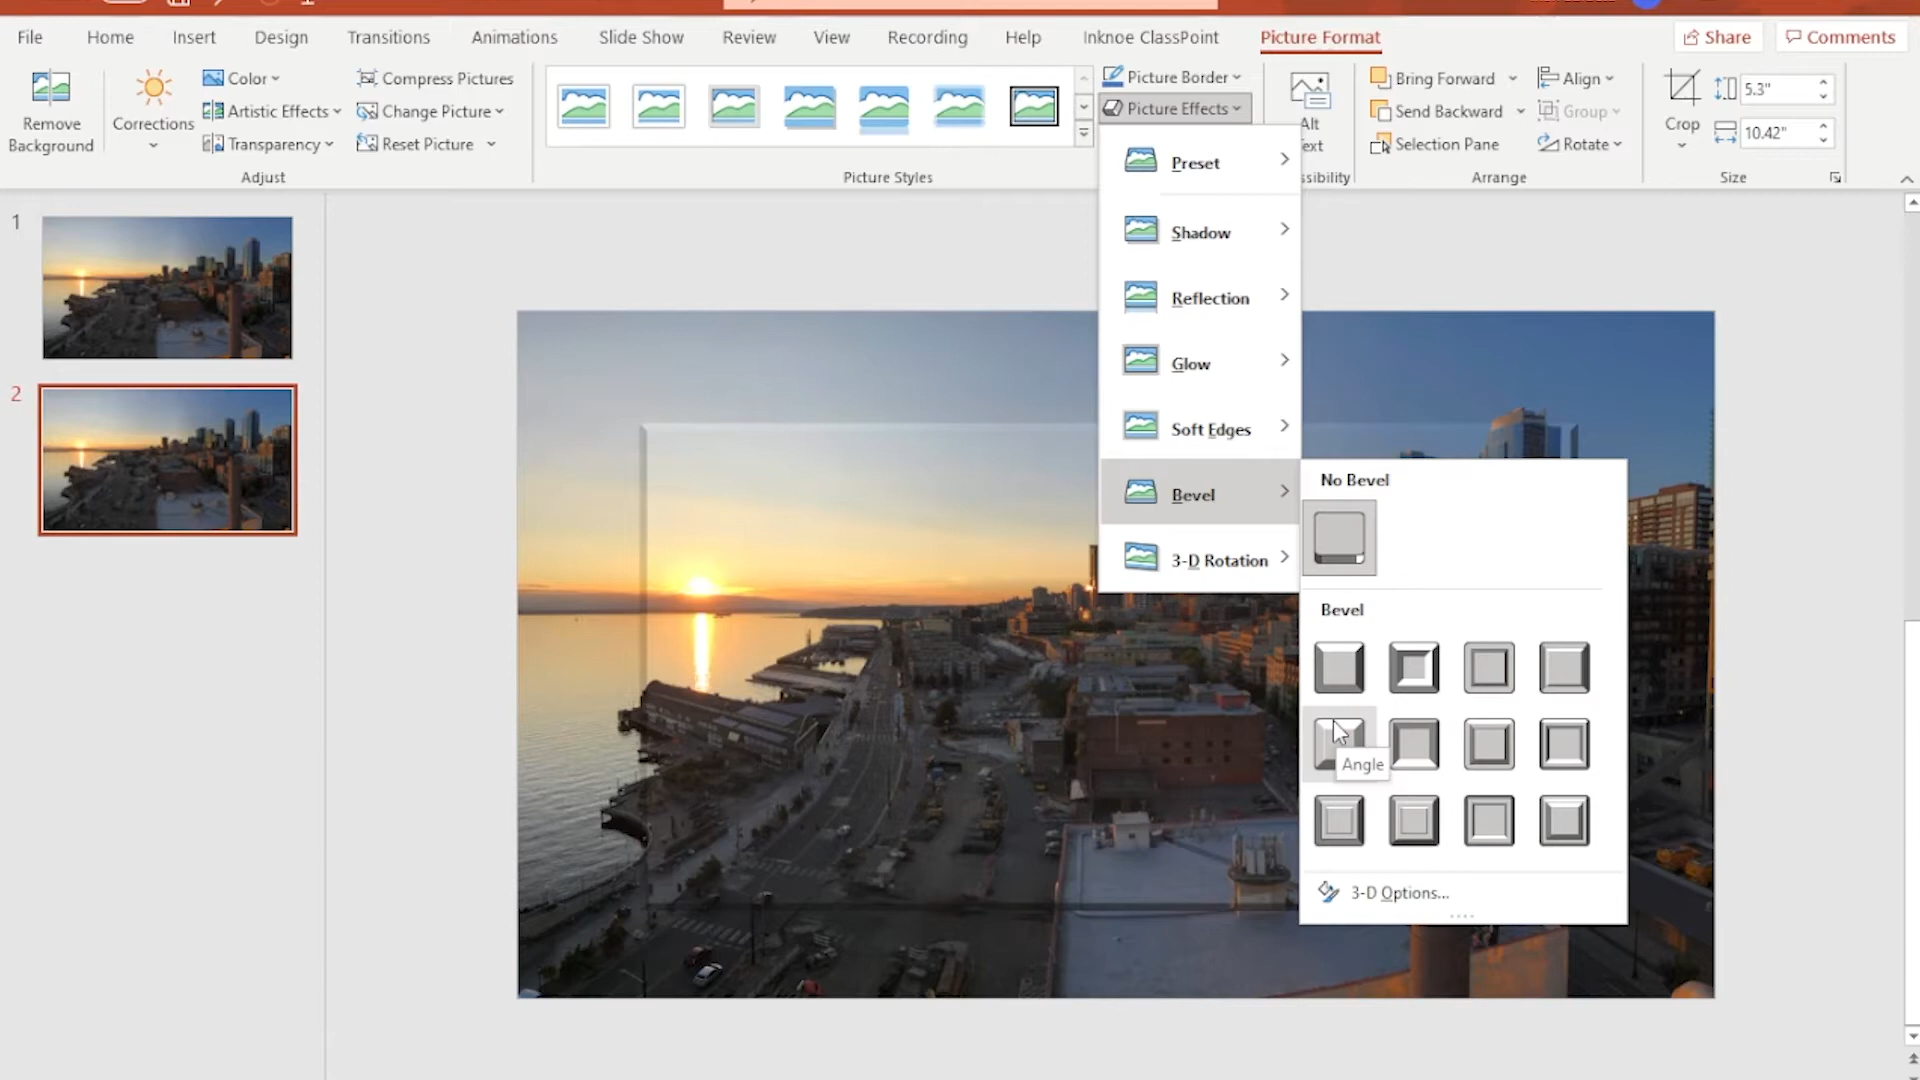 File Home Insert Design Transitions Animations Slide Show Review View Recording Help Inknoe ClassPoint Picture Format Share Comments
Remove Background
Corrections
Color
Artistic Effects
Transparency
Compress Pictures
Change Picture
Reset Picture
Adjust
Picture Styles
Picture Border
Picture Effects
Alt
Bring Forward
Send Backward
Selection Pane
Align
Group
Rotate
Arrange
Crop
5.3"
10.42"
Size
1
2
Preset
Shadow
Reflection
Glow
Soft Edges
Bevel
3-D Rotation
No Bevel
Bevel
Angle
3-D Options...